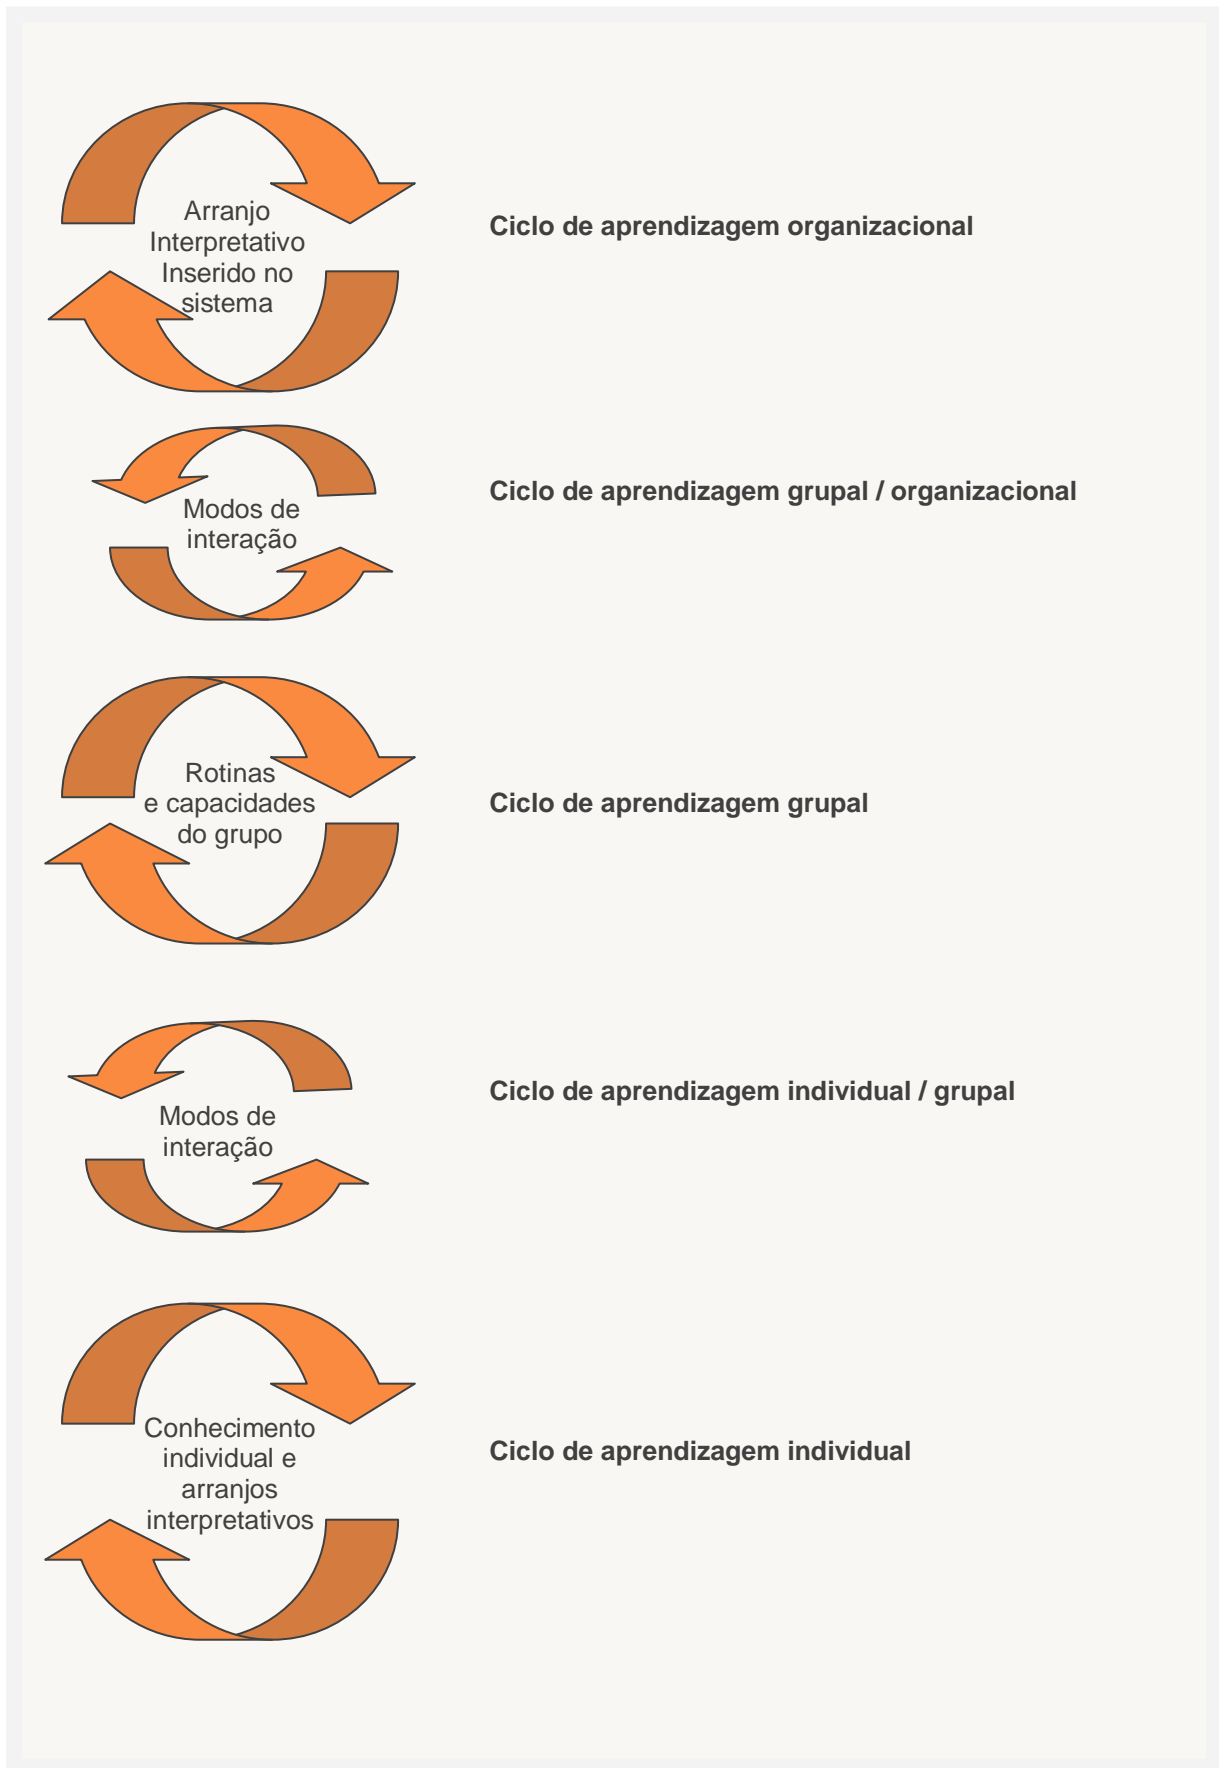 Arranjo
Interpretativo
Inserido no
sistema
Ciclo de aprendizagem organizacional
Modos de
interação
Ciclo de aprendizagem grupal / organizacional
Rotinas
e capacidades
do grupo
Ciclo de aprendizagem grupal
Modos de
interação
Ciclo de aprendizagem individual / grupal
Conhecimento
individual e
arranjos
interpretativos
Ciclo de aprendizagem individual